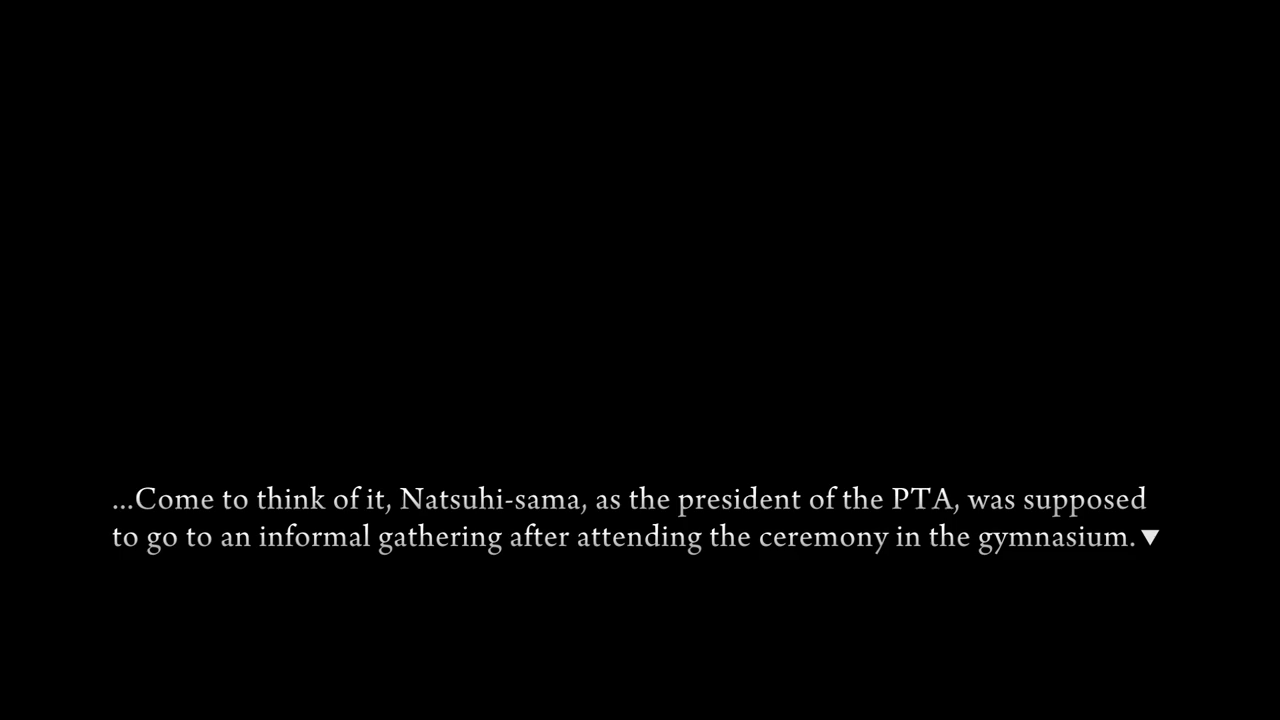 ...Come to think of it, Natsuhi-sama, as the president of the PTA, was supposed
to go to an informal gathering after attending the ceremony in the gymnasium.▼